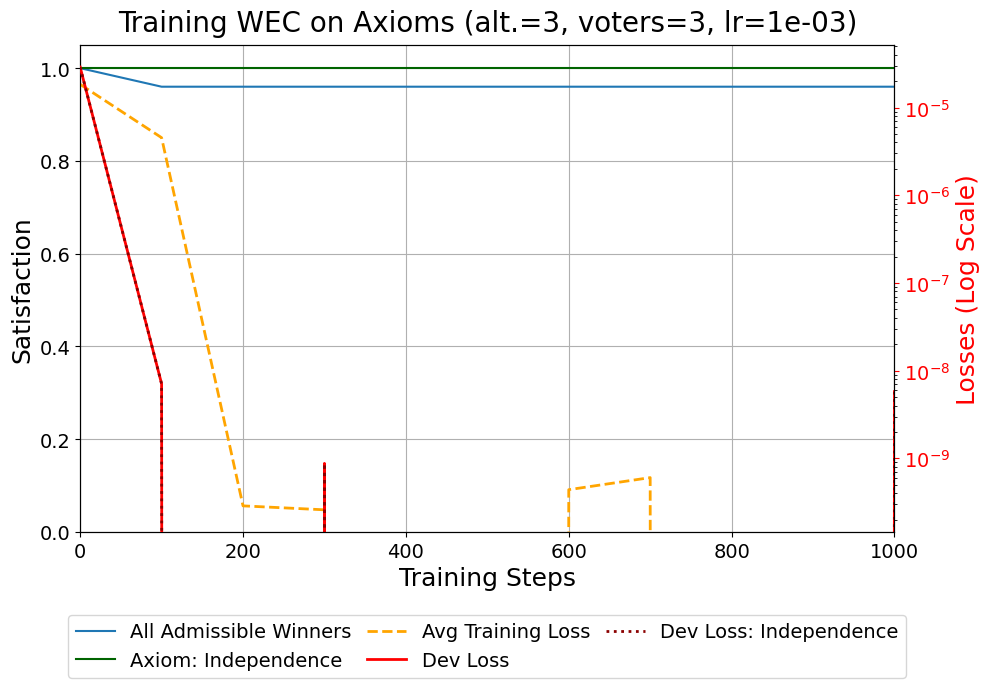 Training WEC on Axioms (alt.=3, voters=3, lr=1e-03)
1.0
0.8
0.6
0.4
0.2
0.0
Satisfaction
10⁻⁵
10⁻⁶
10⁻⁷
10⁻⁸
10⁻⁹
Losses (Log Scale)
0 200 400 600 800 1000
Training Steps
All Admissible Winners Avg Training Loss Dev Loss: Independence
Axiom: Independence Dev Loss